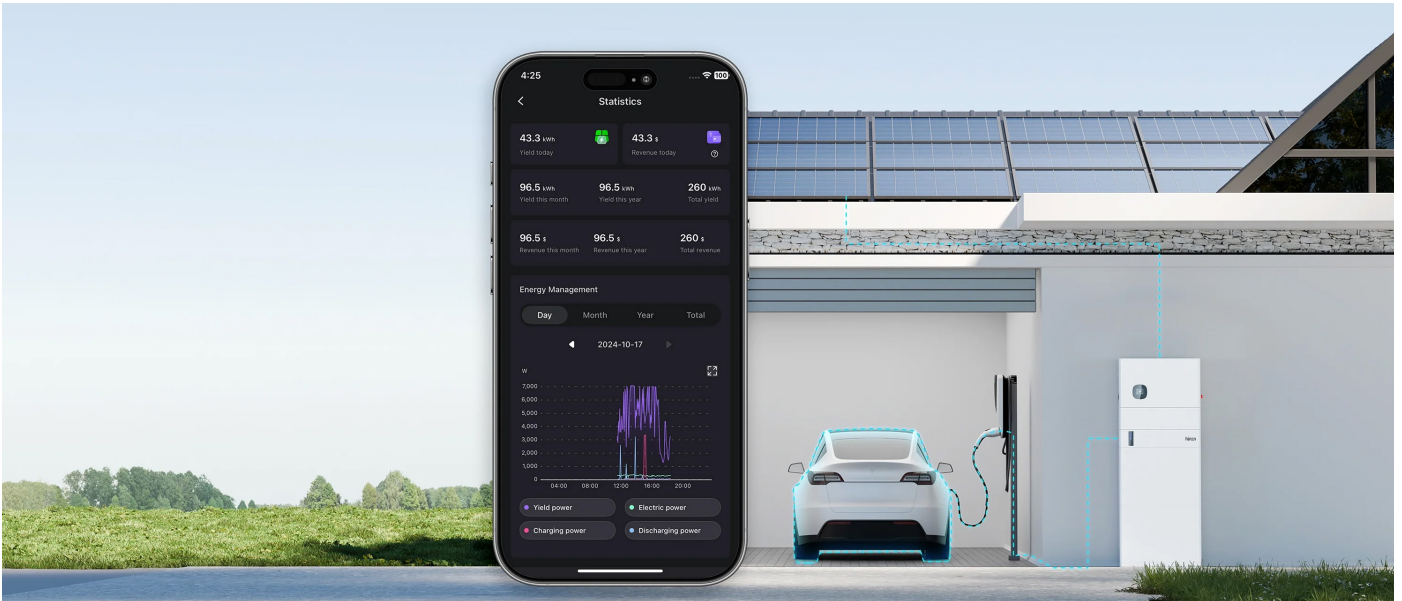 4:25
100
Statistics
43.3 kWh
Yield today
43.3 $
Revenue today
96.5 kWh
Yield this month
96.5 kWh
Yield this year
260 kWh
Total yield
96.5 $
Revenue this month
96.5 $
Revenue this year
260 $
Total revenue
Energy Management
Day Month Year Total
2024-10-17
W
7,000
6,000
5,000
4,000
3,000
2,000
1,000
0
04:00 08:00 12:00 16:00 20:00
Yield power
Electric power
Charging power
Discharging power